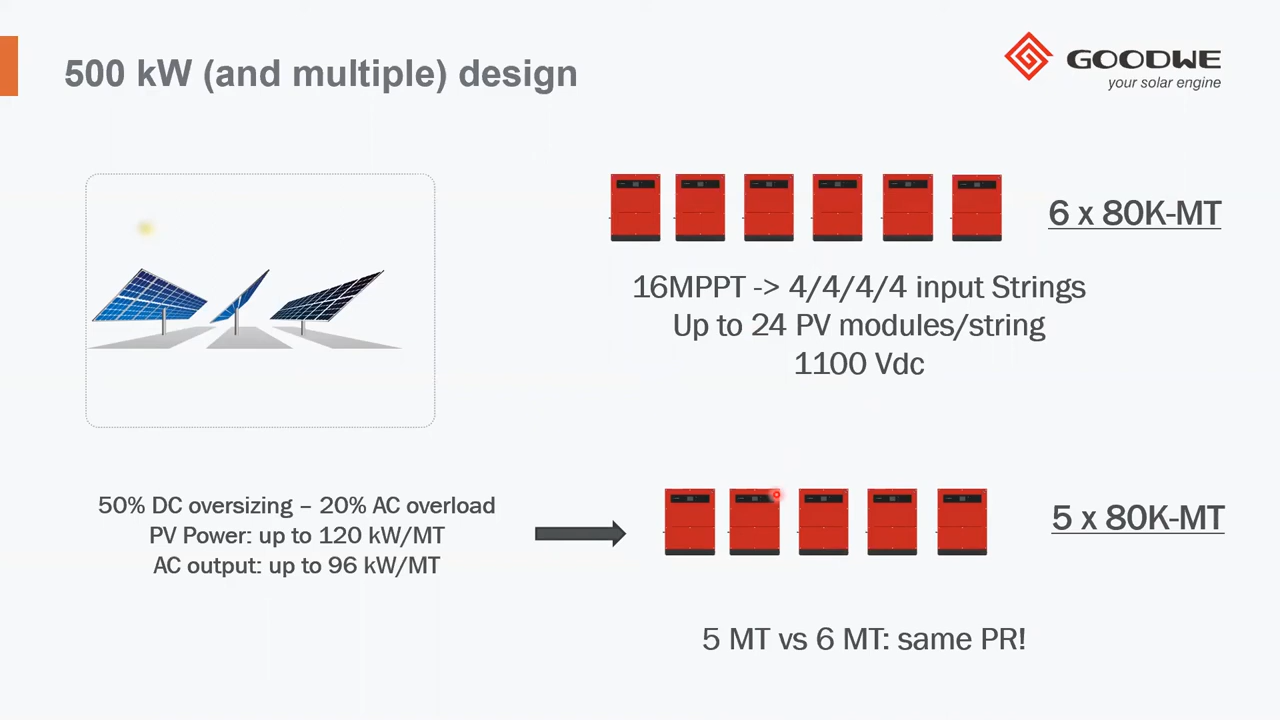 500 kW (and multiple) design
GOODWE
your solar engine
6 x 80K-MT
16MPPT -> 4/4/4/4 input Strings
Up to 24 PV modules/string
1100 Vdc
50% DC oversizing – 20% AC overload
PV Power: up to 120 kW/MT
AC output: up to 96 kW/MT
5 x 80K-MT
5 MT vs 6 MT: same PR!